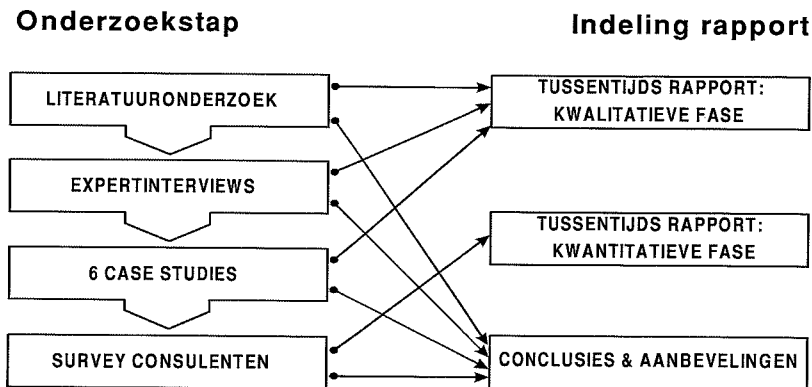 Onderzoekstap
Indeling rapport
LITERATUURONDERZOEK
EXPERTINTERVIEWS
6 CASE STUDIES
SURVEY CONSULENTEN
TUSSENTIJDS RAPPORT:
KWALITATIEVE FASE
TUSSENTIJDS RAPPORT:
KWANTITATIEVE FASE
CONCLUSIES & AANBEVELINGEN